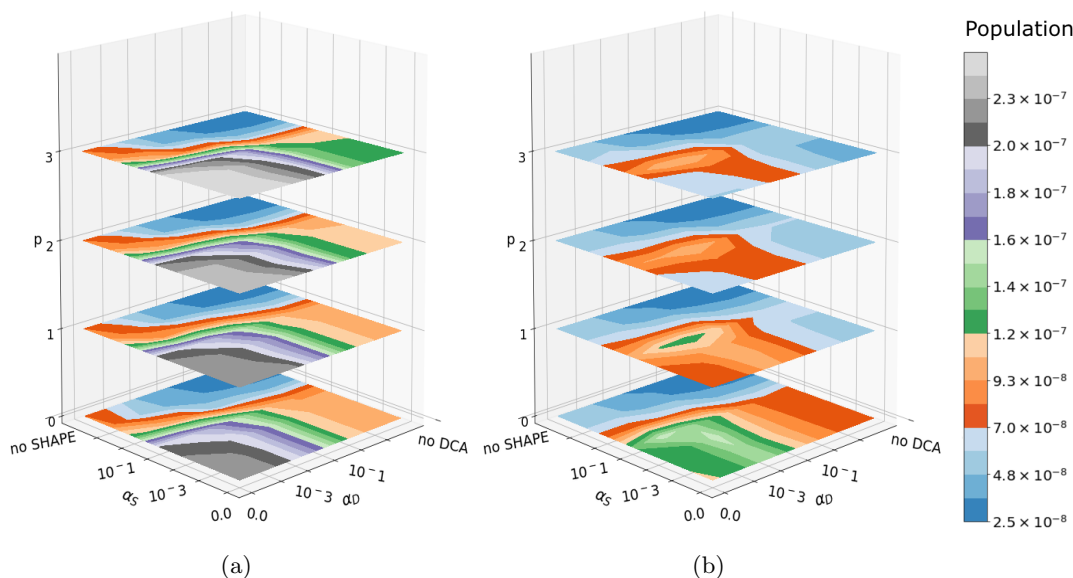 Population
3
p 2
1
0
no SHAPE
10⁻¹
αS 10⁻³
0.0
0.0
10⁻³ αD
10⁻¹
no DCA
(a)
3
p 2
1
0
no SHAPE
10⁻¹
αS 10⁻³
0.0
0.0
10⁻³ αD
10⁻¹
no DCA
(b)
2.3 × 10⁻⁷
2.0 × 10⁻⁷
1.8 × 10⁻⁷
1.6 × 10⁻⁷
1.4 × 10⁻⁷
1.2 × 10⁻⁷
9.3 × 10⁻⁸
7.0 × 10⁻⁸
4.8 × 10⁻⁸
2.5 × 10⁻⁸